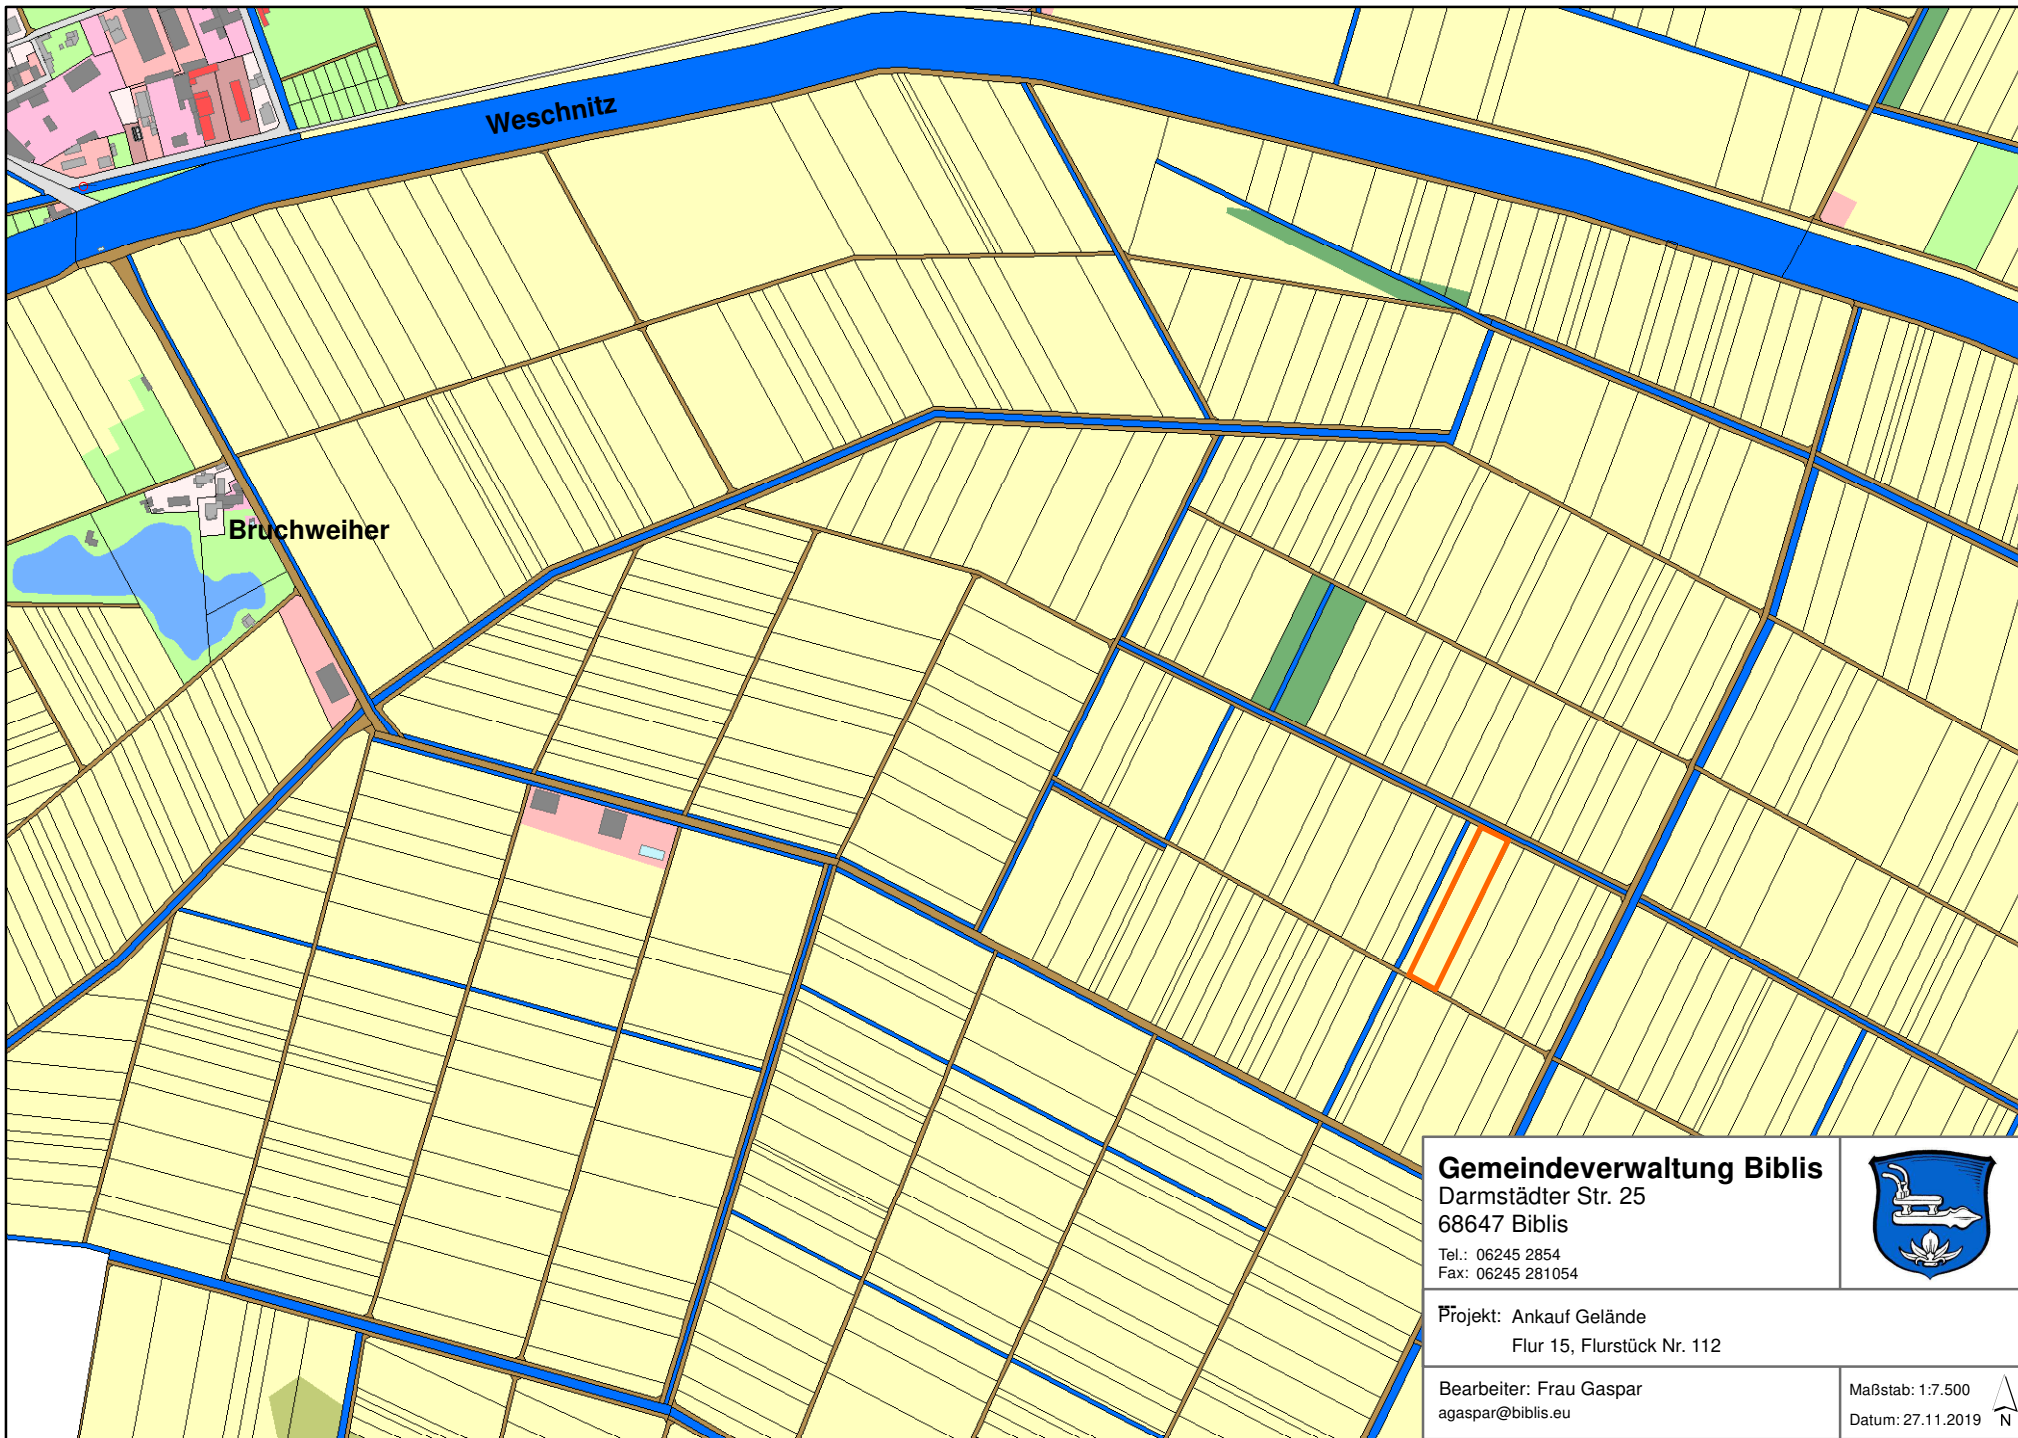 Weschnitz
Bruchweiher
Gemeindeverwaltung Biblis
Darmstädter Str. 25
68647 Biblis
Tel.: 06245 2854
Fax: 06245 281054
Projekt: Ankauf Gelände
Flur 15, Flurstück Nr. 112
Bearbeiter: Frau Gaspar
agaspar@biblis.eu
Maßstab: 1:7.500
Datum: 27.11.2019
N